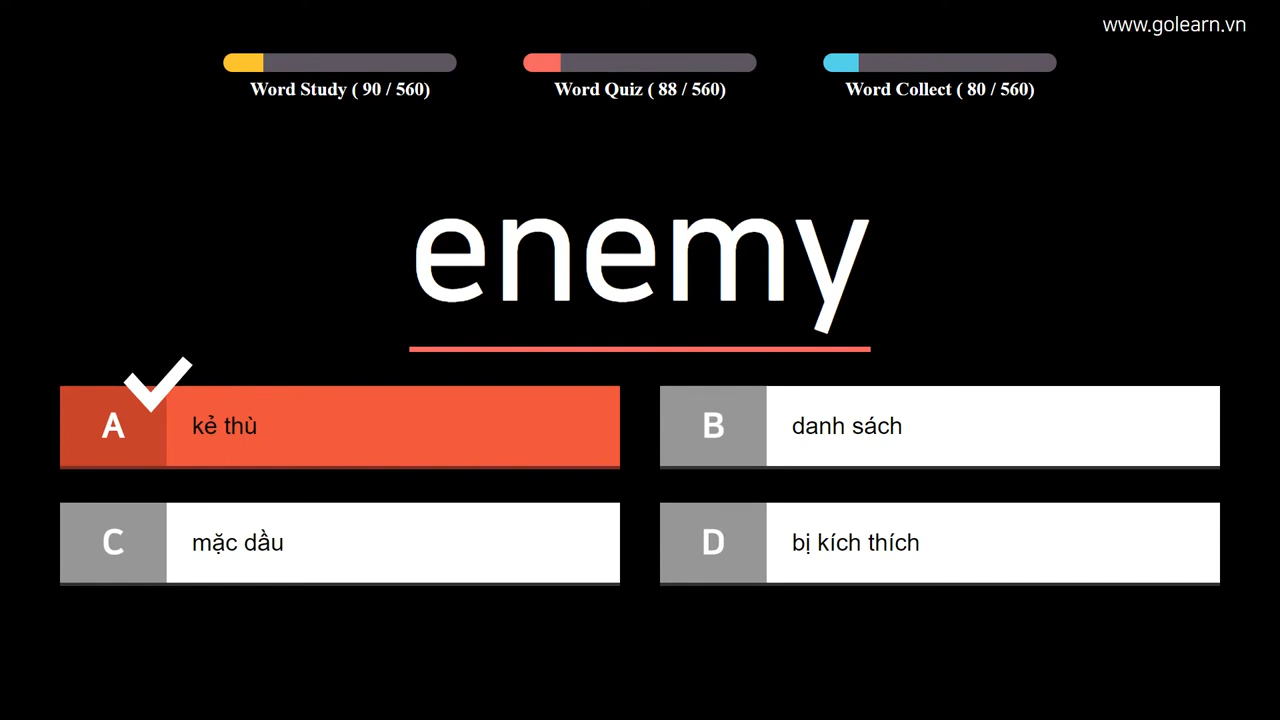 www.golearn.vn
Word Study ( 90 / 560)
Word Quiz ( 88 / 560)
Word Collect ( 80 / 560)
enemy
A kẻ thù
B danh sách
C mặc dầu
D bị kích thích